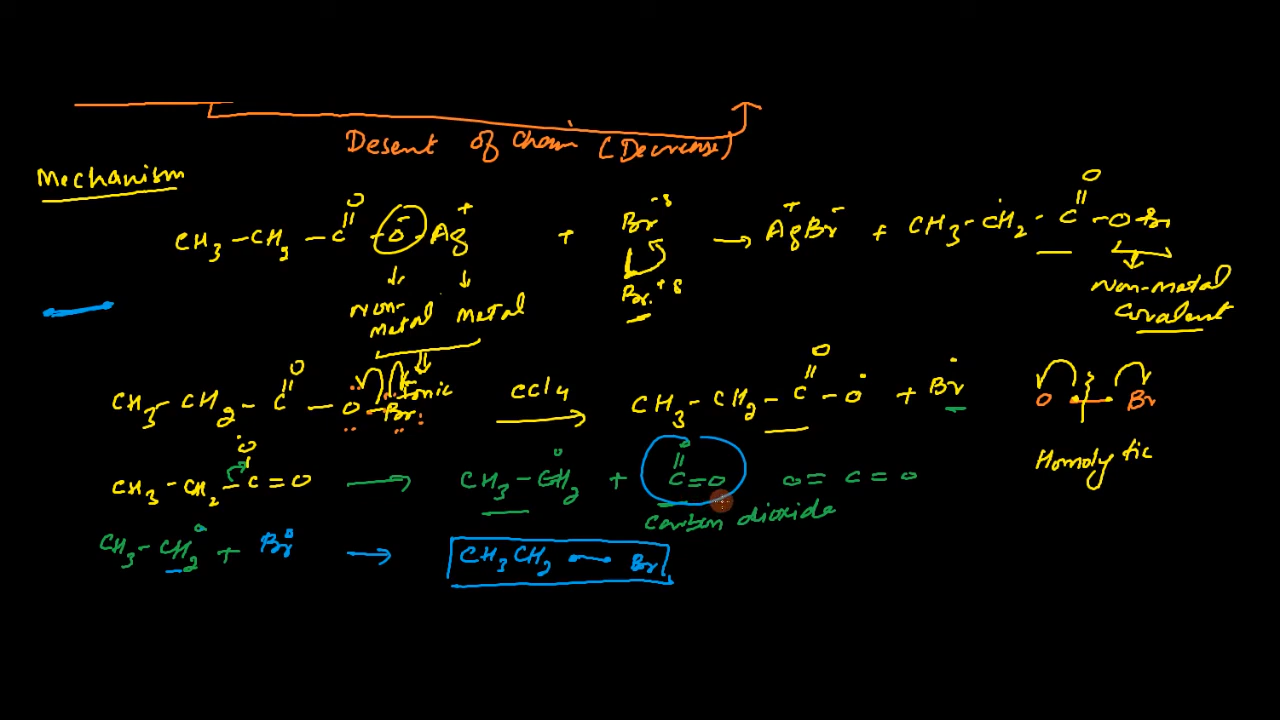 Desent of Chain (Decrease)
Mechanism
CH3 - CH2 - C - O Ag + Br Br → AgBr + CH3 - CH2 - C - O Br
O - + -δ +δ + - O
Non-metal metal
Ionic
Non-metal
Covalent
CH3 - CH2 - C - O - Br CCl4 → CH3 - CH2 - C - O• + Br•
O O
O Br
Homolytic
CH3 - CH2 - C = O → CH3 - CH2 + C = O O = C = O
O O
Carbon dioxide
CH3 - CH2 + Br → CH3CH2 — Br